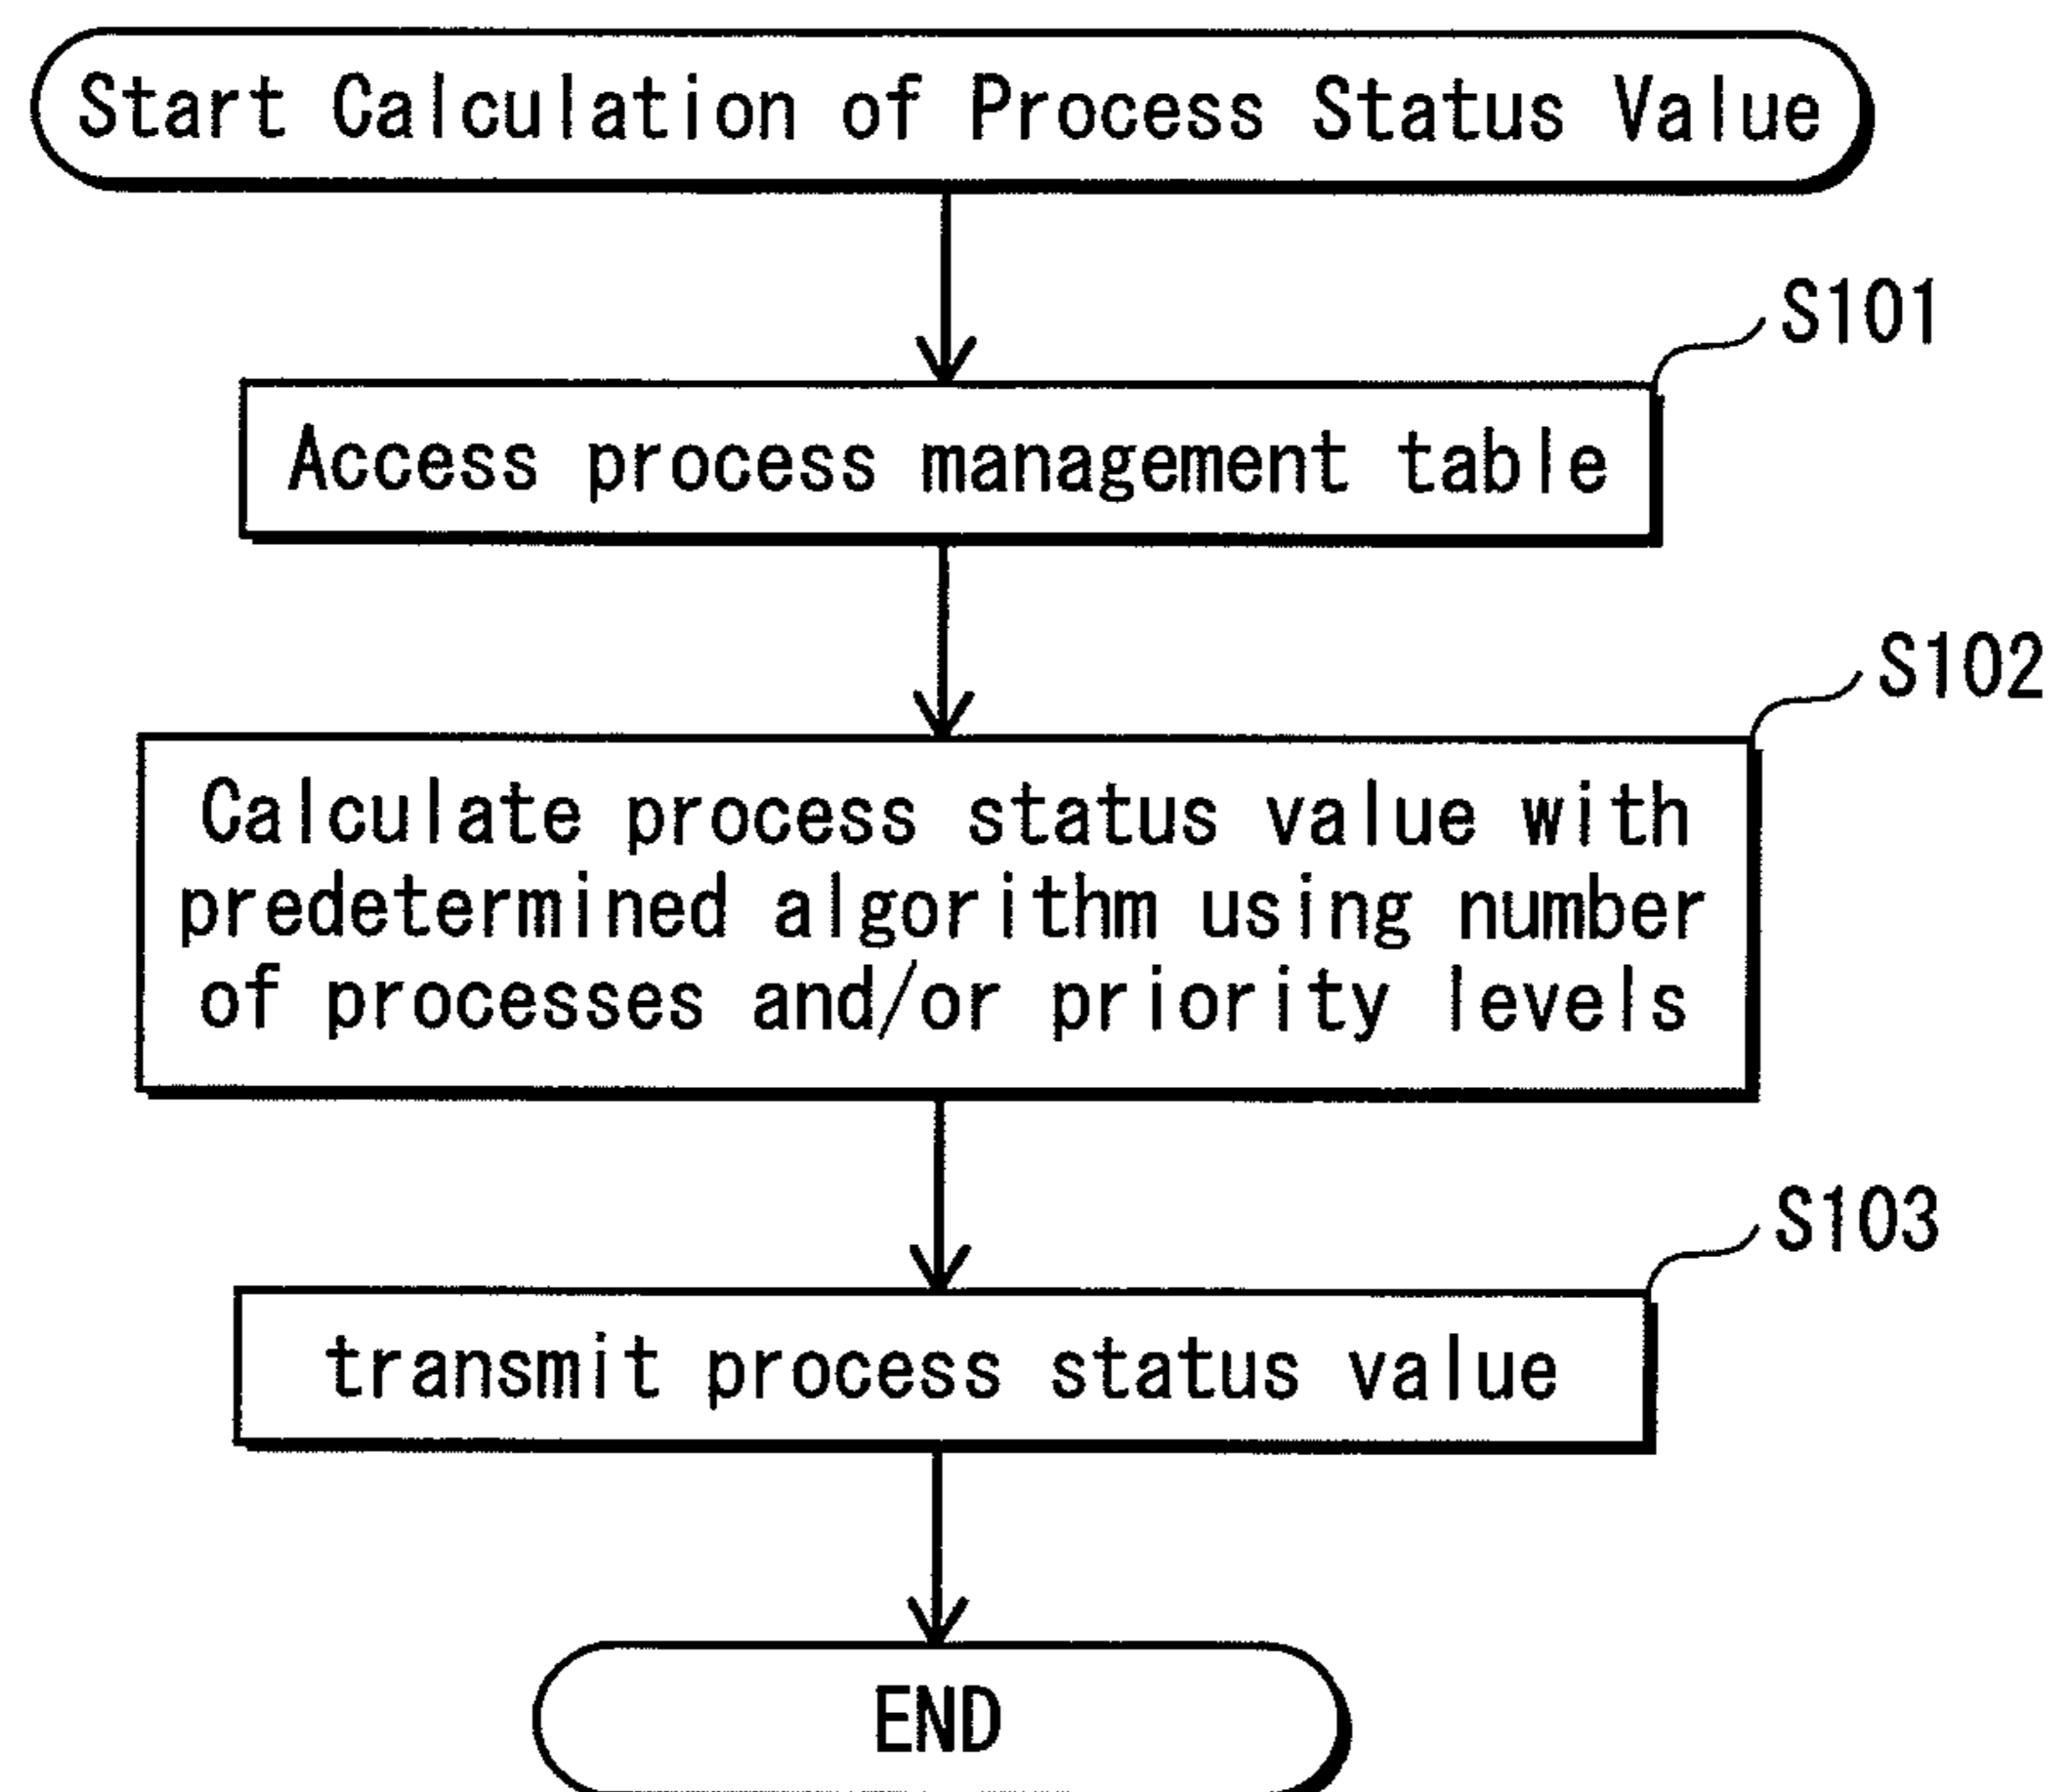 Start Calculation of Process Status Value
S101
Access process management table
S102
Calculate process status value with
predetermined algorithm using number
of processes and/or priority levels
S103
transmit process status value
END